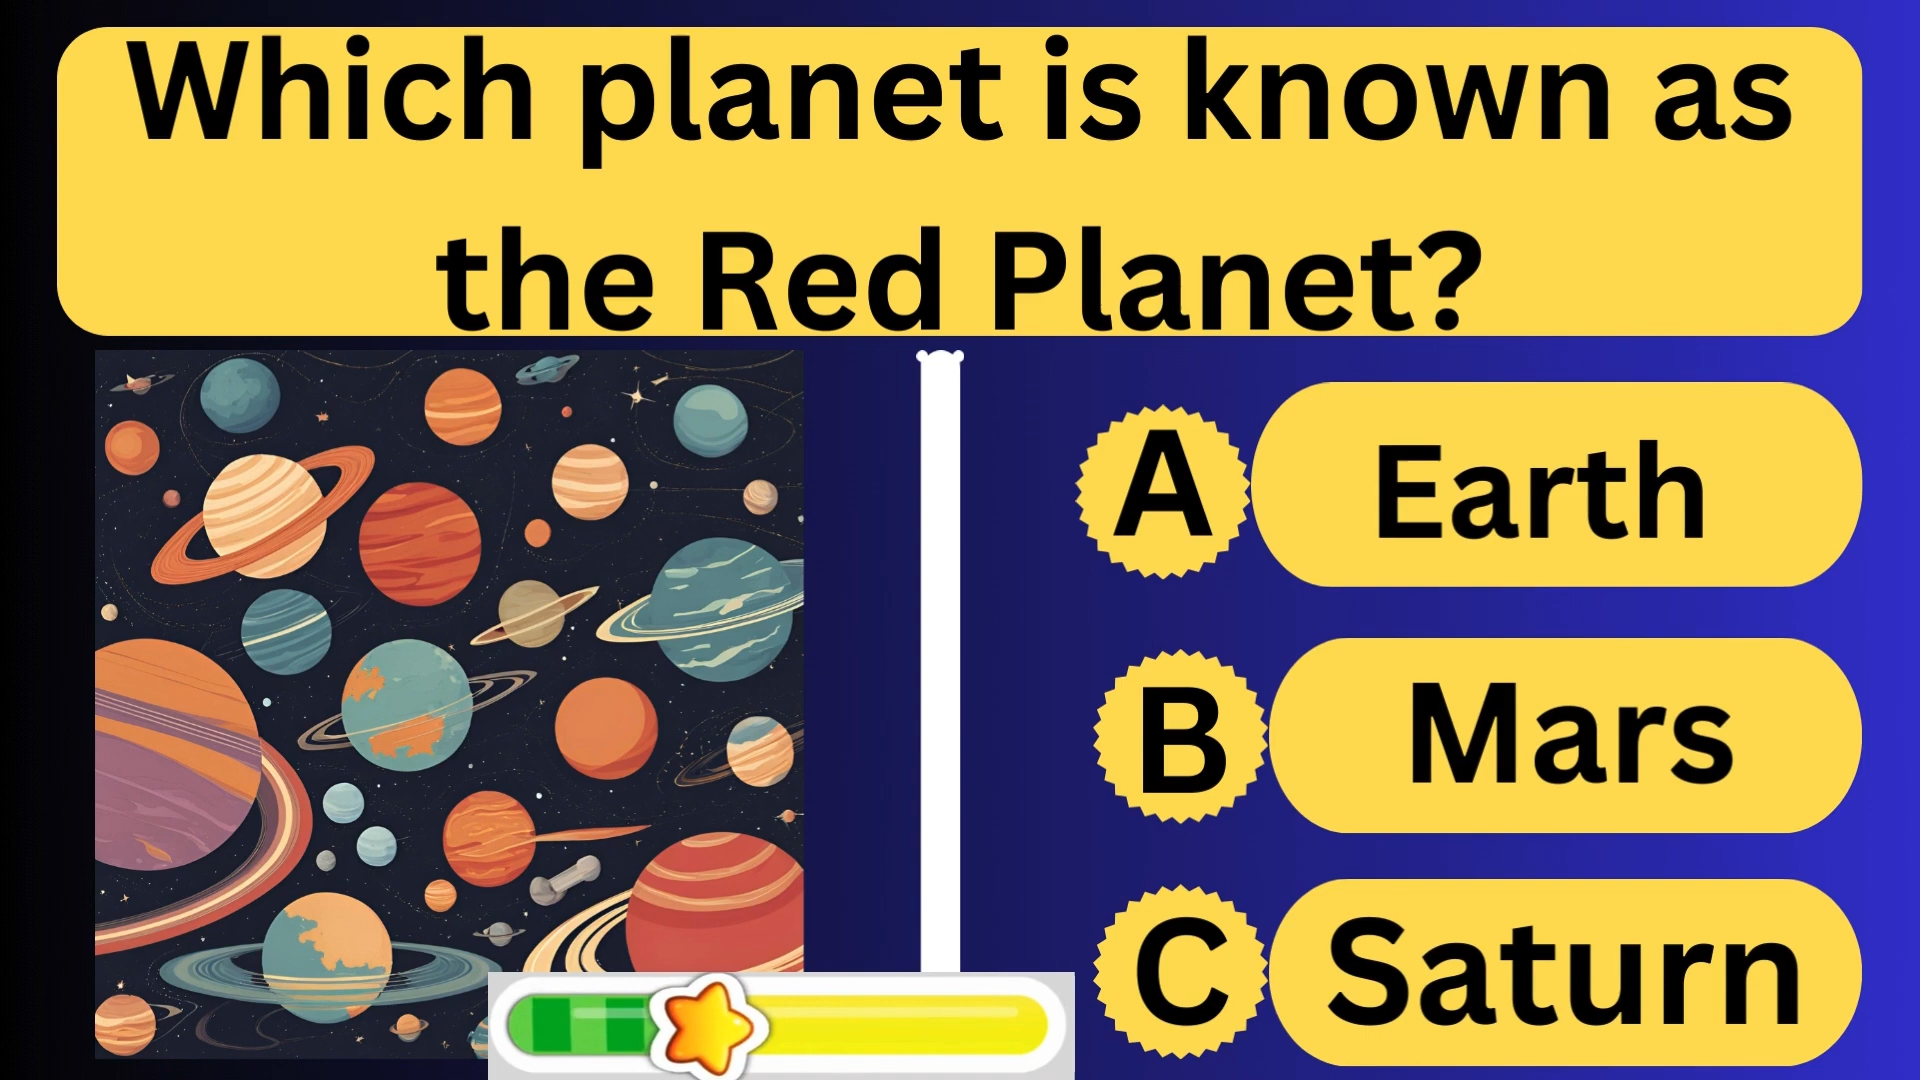 Which planet is known as
the Red Planet?
A Earth
B Mars
C Saturn